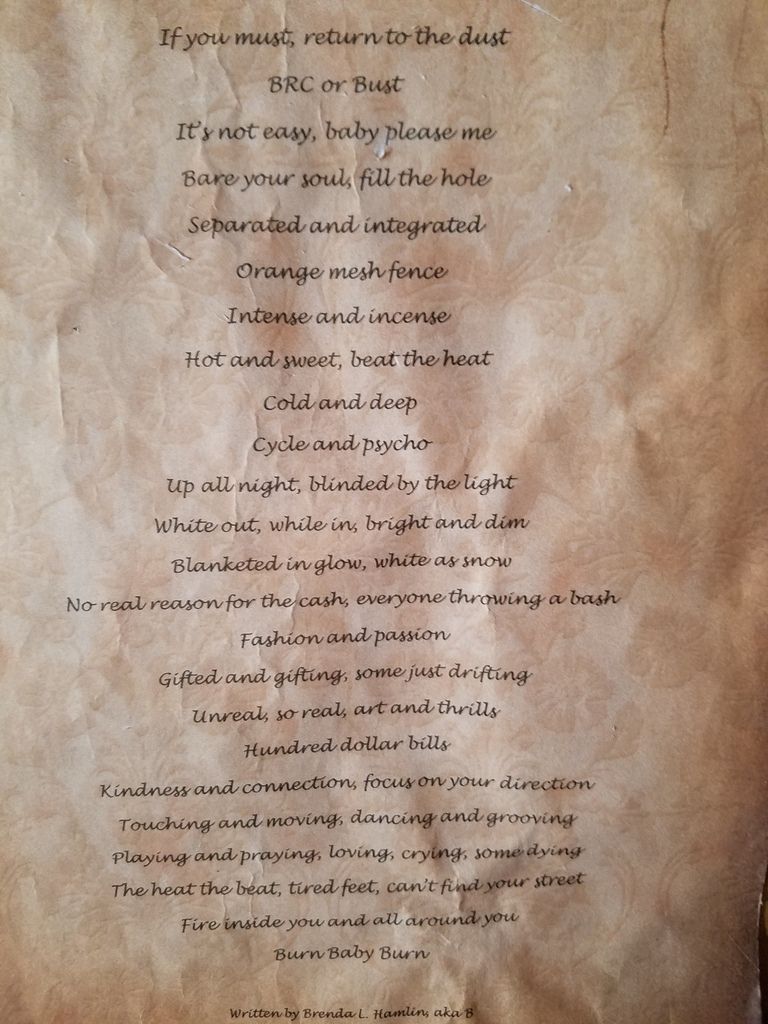 If you must, return to the dust
BRC or Bust
It's not easy, baby please me
Bare your soul, fill the hole
Separated and integrated
Orange mesh fence
Intense and incense
Hot and sweet, beat the heat
Cold and deep
Cycle and psycho
Up all night, blinded by the light
White out, while in, bright and dim
Blanketed in glow, white as snow
No real reason for the cash, everyone throwing a bash
Fashion and passion
Gifted and gifting, some just drifting
Unreal, so real, art and thrills
Hundred dollar bills
Kindness and connection, focus on your direction
Touching and moving, dancing and grooving
Playing and praying, loving, crying, some dying
The heat the beat, tired feet, can't find your street
Fire inside you and all around you
Burn Baby Burn
Written by Brenda L. Hamlin, aka B